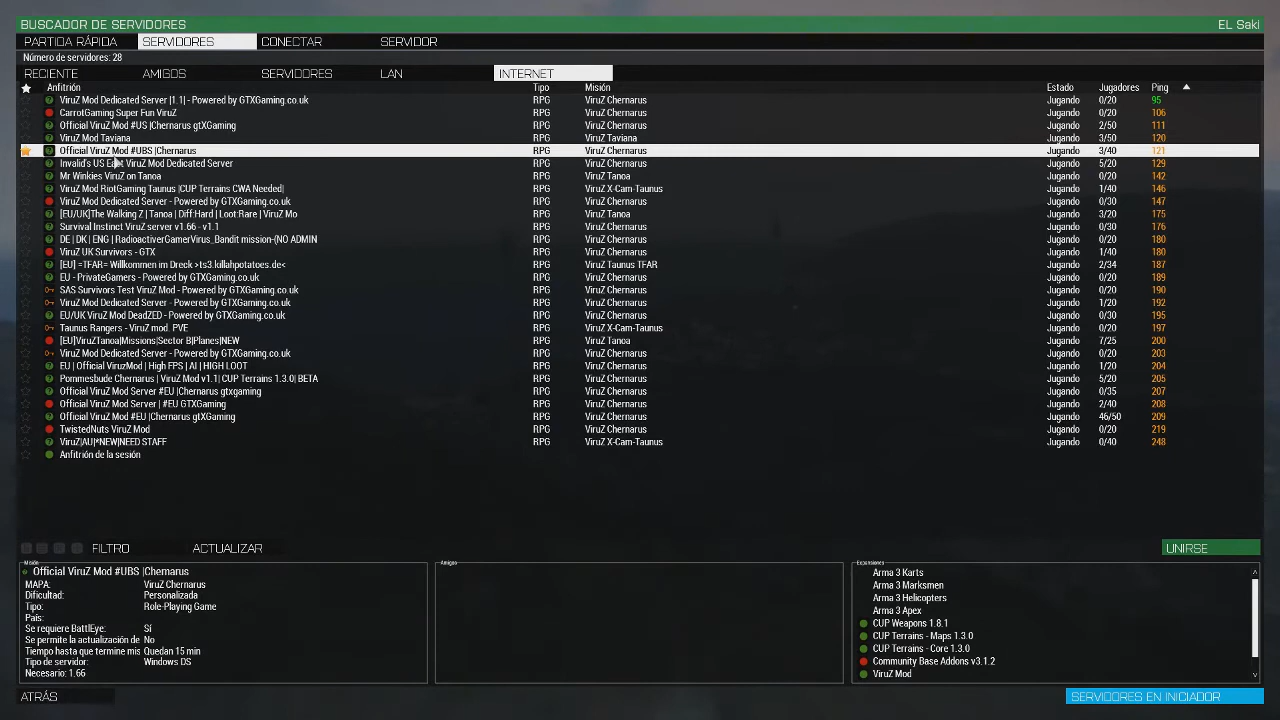 BUSCADOR DE SERVIDORES EL Saki
PARTIDA RÁPIDA SERVIDORES CONECTAR SERVIDOR
Número de servidores: 28
RECIENTE AMIGOS SERVIDORES LAN INTERNET
Anfitrión Tipo Misión Estado Jugadores Ping
ViruZ Mod Dedicated Server |1.1| - Powered by GTXGaming.co.uk RPG ViruZ Chernarus Jugando 0/20 95
CarrotGaming Super Fun ViruZ RPG ViruZ Chernarus Jugando 0/20 106
Official ViruZ Mod #US |Chernarus gtXGaming RPG ViruZ Chernarus Jugando 2/50 111
ViruZ Mod Taviana RPG ViruZ Taviana Jugando 3/50 120
Official ViruZ Mod #UBS |Chernarus RPG ViruZ Chernarus Jugando 3/40 121
Invalid's US East ViruZ Mod Dedicated Server RPG ViruZ Chernarus Jugando 5/20 129
Mr Winkies ViruZ on Tanoa RPG ViruZ Tanoa Jugando 0/20 142
ViruZ Mod RiotGaming Taunus |CUP Terrains CWA Needed| RPG ViruZ X-Cam-Taunus Jugando 1/40 146
ViruZ Mod Dedicated Server - Powered by GTXGaming.co.uk RPG ViruZ Chernarus Jugando 0/30 147
[EU/UK]The Walking Z | Tanoa | Diff:Hard | Loot:Rare | ViruZ Mo RPG ViruZ Tanoa Jugando 3/20 175
Survival Instinct ViruZ server v1.66 - v1.1 RPG ViruZ Chernarus Jugando 0/30 176
DE | DK | ENG | RadioactiverGamerVirus_Bandit mission-(NO ADMIN RPG ViruZ Chernarus Jugando 0/20 180
ViruZ UK Survivors - GTX RPG ViruZ Chernarus Jugando 1/40 180
[EU] =TFAR= Willkommen im Dreck >ts3.killahpotatoes.de< RPG ViruZ Taurus TFAR Jugando 2/34 187
EU - PrivateGamers - Powered by GTXGaming.co.uk RPG ViruZ Chernarus Jugando 0/20 189
SAS Survivors Test ViruZ Mod - Powered by GTXGaming.co.uk RPG ViruZ Chernarus Jugando 0/20 190
ViruZ Mod Dedicated Server - Powered by GTXGaming.co.uk RPG ViruZ Chernarus Jugando 1/20 192
EU/UK ViruZ Mod DeadZED - Powered by GTXGaming.co.uk RPG ViruZ Chernarus Jugando 0/30 195
Taunus Rangers - ViruZ mod. PVE RPG ViruZ X-Cam-Taunus Jugando 0/30 197
[EU]ViruZTanoa|Missions|Sector B|Planes|NEW RPG ViruZ Tanoa Jugando 7/25 200
ViruZ Mod Dedicated Server - Powered by GTXGaming.co.uk RPG ViruZ Chernarus Jugando 0/20 203
EU | Official ViruzMod | High FPS | AI | HIGH LOOT RPG ViruZ Chernarus Jugando 1/20 204
Pommesbude Chernarus | ViruZ Mod v1.1| CUP Terrains 1.3.0| BETA RPG ViruZ Chernarus Jugando 5/20 205
Official ViruZ Mod Server #EU |Chernarus gtxgaming RPG ViruZ Chernarus Jugando 0/35 207
Official ViruZ Mod Server | #EU GTXGaming RPG ViruZ Chernarus Jugando 2/40 208
Official ViruZ Mod #EU |Chernarus gtXGaming RPG ViruZ Chernarus Jugando 46/50 209
TwistedNuts ViruZ Mod RPG ViruZ Chernarus Jugando 0/20 219
ViruZ|AU|*NEW|NEED STAFF RPG ViruZ X-Cam-Taunus Jugando 0/40 248
Anfitrión de la sesión
FILTRO ACTUALIZAR UNIRSE
Misión Amigos Expansiones
Official ViruZ Mod #UBS |Chernarus
MAPA: ViruZ Chernarus
Dificultad: Personalizada
Tipo: Role-Playing Game
País:
Se requiere BattlEye: Sí
Se permite la actualización de No
Tiempo hasta que termine mis Quedan 15 min
Tipo de servidor: Windows DS
Necesario: 1.66
Arma 3 Karts
Arma 3 Marksmen
Arma 3 Helicopters
Arma 3 Apex
CUP Weapons 1.8.1
CUP Terrains - Maps 1.3.0
CUP Terrains - Core 1.3.0
Community Base Addons v3.1.2
ViruZ Mod
ATRÁS SERVIDORES EN INICIADOR